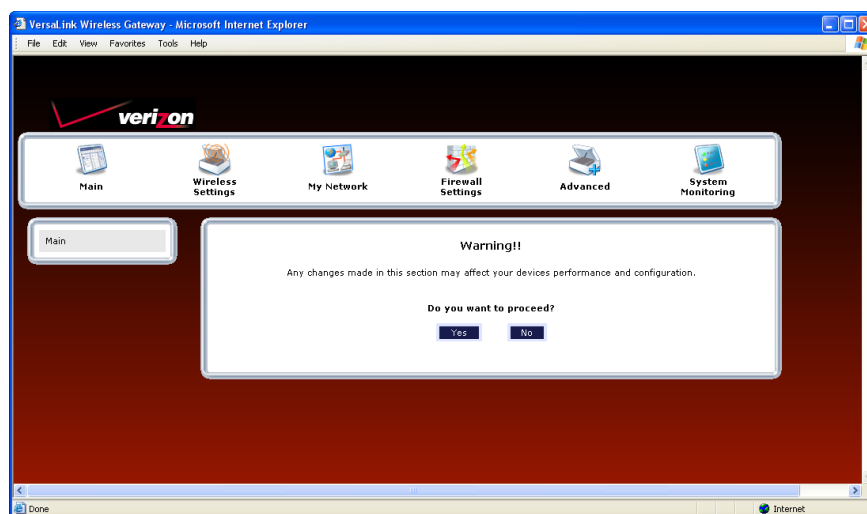 VersaLink Wireless Gateway - Microsoft Internet Explorer
File Edit View Favorites Tools Help
verizon
Main
Wireless Settings
My Network
Firewall Settings
Advanced
System Monitoring
Main
Warning!!
Any changes made in this section may affect your devices performance and configuration.
Do you want to proceed?
Yes No
Done Internet